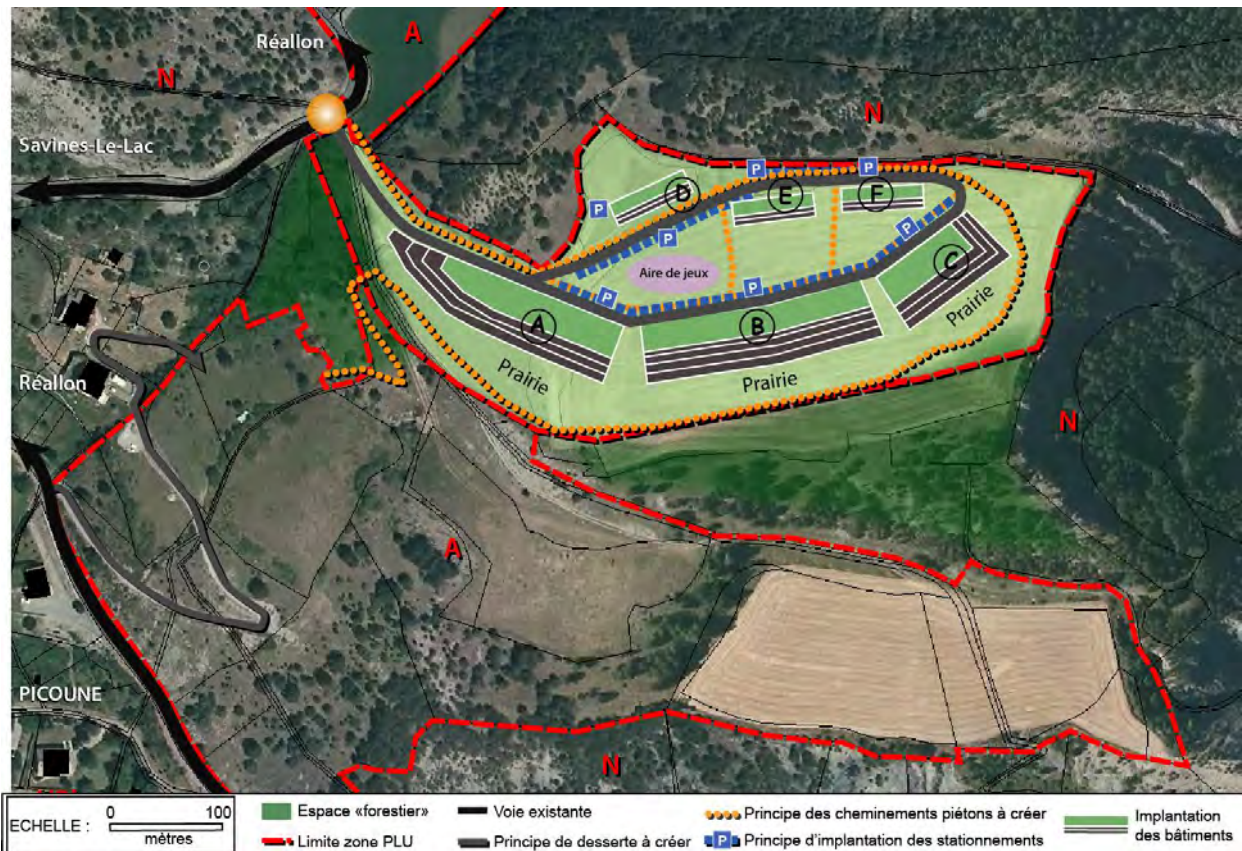 Réallon
A
N
N
Savines-Le-Lac
P
P
D
E
F
P
P
P
Aire de jeux
C
P
P
A
B
Prairie
Prairie
Prairie
Réallon
N
A
PICOUNE
N
ECHELLE :
0 100
mètres
Espace «forestier»
Limite zone PLU
Voie existante
Principe de desserte à créer
Principe des cheminements piétons à créer
P Principe d'implantation des stationnements
Implantation
des bâtiments